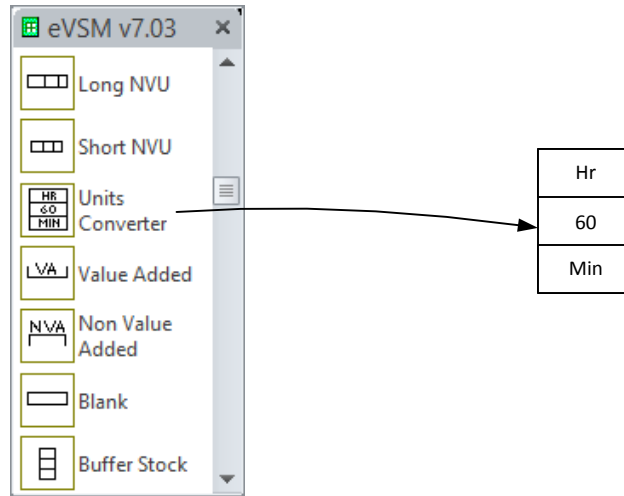 eVSM v7.03
Long NVU
Short NVU
HR
60
MIN
Units
Converter
VA
Value Added
NVA
Non Value
Added
Blank
Buffer Stock
Hr
60
Min